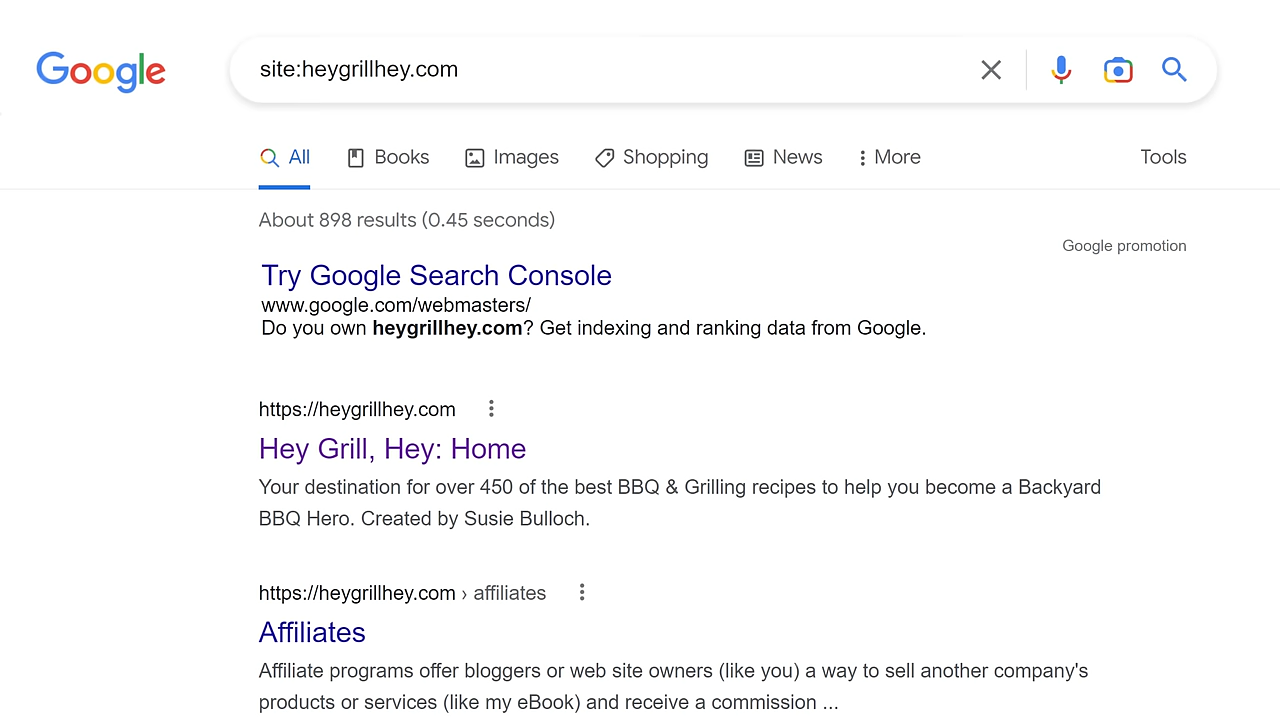 Google
site:heygrillhey.com
All Books Images Shopping News More Tools
About 898 results (0.45 seconds)
Google promotion
Try Google Search Console
www.google.com/webmasters/
Do you own heygrillhey.com? Get indexing and ranking data from Google.
https://heygrillhey.com
Hey Grill, Hey: Home
Your destination for over 450 of the best BBQ & Grilling recipes to help you become a Backyard
BBQ Hero. Created by Susie Bulloch.
https://heygrillhey.com › affiliates
Affiliates
Affiliate programs offer bloggers or web site owners (like you) a way to sell another company's
products or services (like my eBook) and receive a commission ...